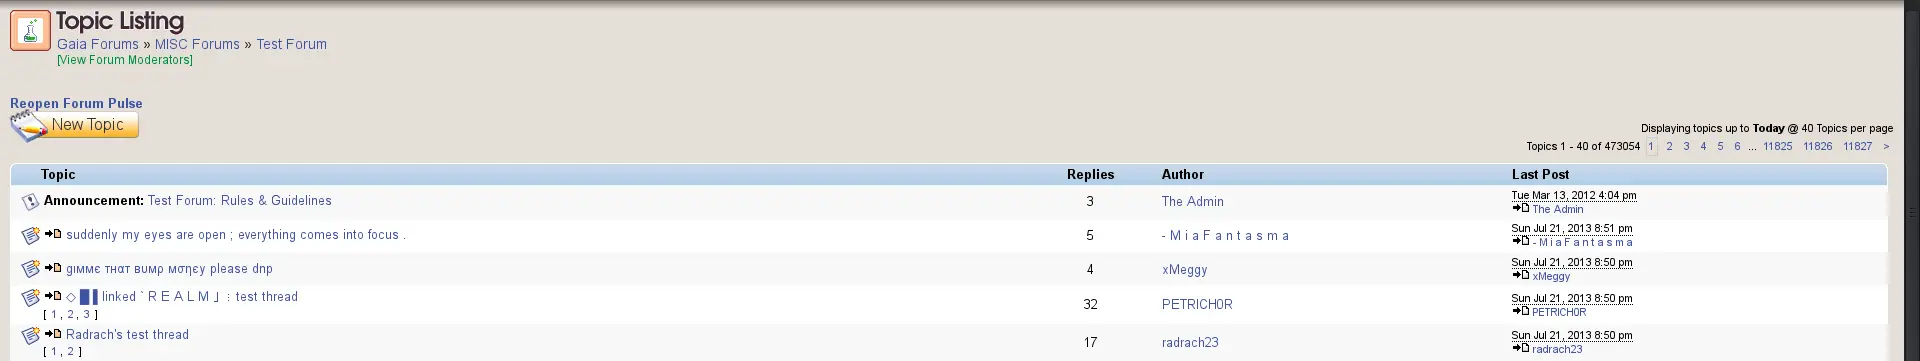 Topic Listing
Gaia Forums » MISC Forums » Test Forum
[View Forum Moderators]
Reopen Forum Pulse
New Topic
Displaying topics up to Today @ 40 Topics per page
Topics 1 - 40 of 473054 1 2 3 4 5 6 ... 11825 11826 11827 >
Topic Replies Author Last Post
Announcement: Test Forum: Rules & Guidelines 3 The Admin Tue Mar 13, 2012 4:04 pm
The Admin
suddenly my eyes are open ; everything comes into focus . 5 - M i a F a n t a s m a Sun Jul 21, 2013 8:51 pm
- M i a F a n t a s m a
gιммє тнαт вυмρ мσηєу please dnp 4 xMeggy Sun Jul 21, 2013 8:50 pm
xMeggy
◇ █ ▌linked ` R E A L M 」⋮ test thread 32 PETRICH0R Sun Jul 21, 2013 8:50 pm
[ 1, 2, 3 ] PETRICH0R
Radrach's test thread 17 radrach23 Sun Jul 21, 2013 8:50 pm
[ 1, 2 ] radrach23